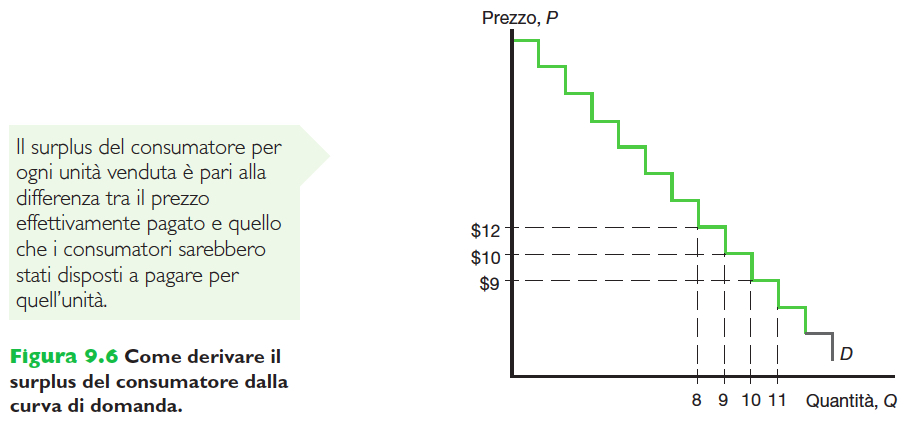 Il surplus del consumatore per
ogni unità venduta è pari alla
differenza tra il prezzo
effettivamente pagato e quello
che i consumatori sarebbero
stati disposti a pagare per
quell'unità.
Figura 9.6 Come derivare il
surplus del consumatore dalla
curva di domanda.
Prezzo, P
$12
$10
$9
D
8 9 10 11 Quantità, Q